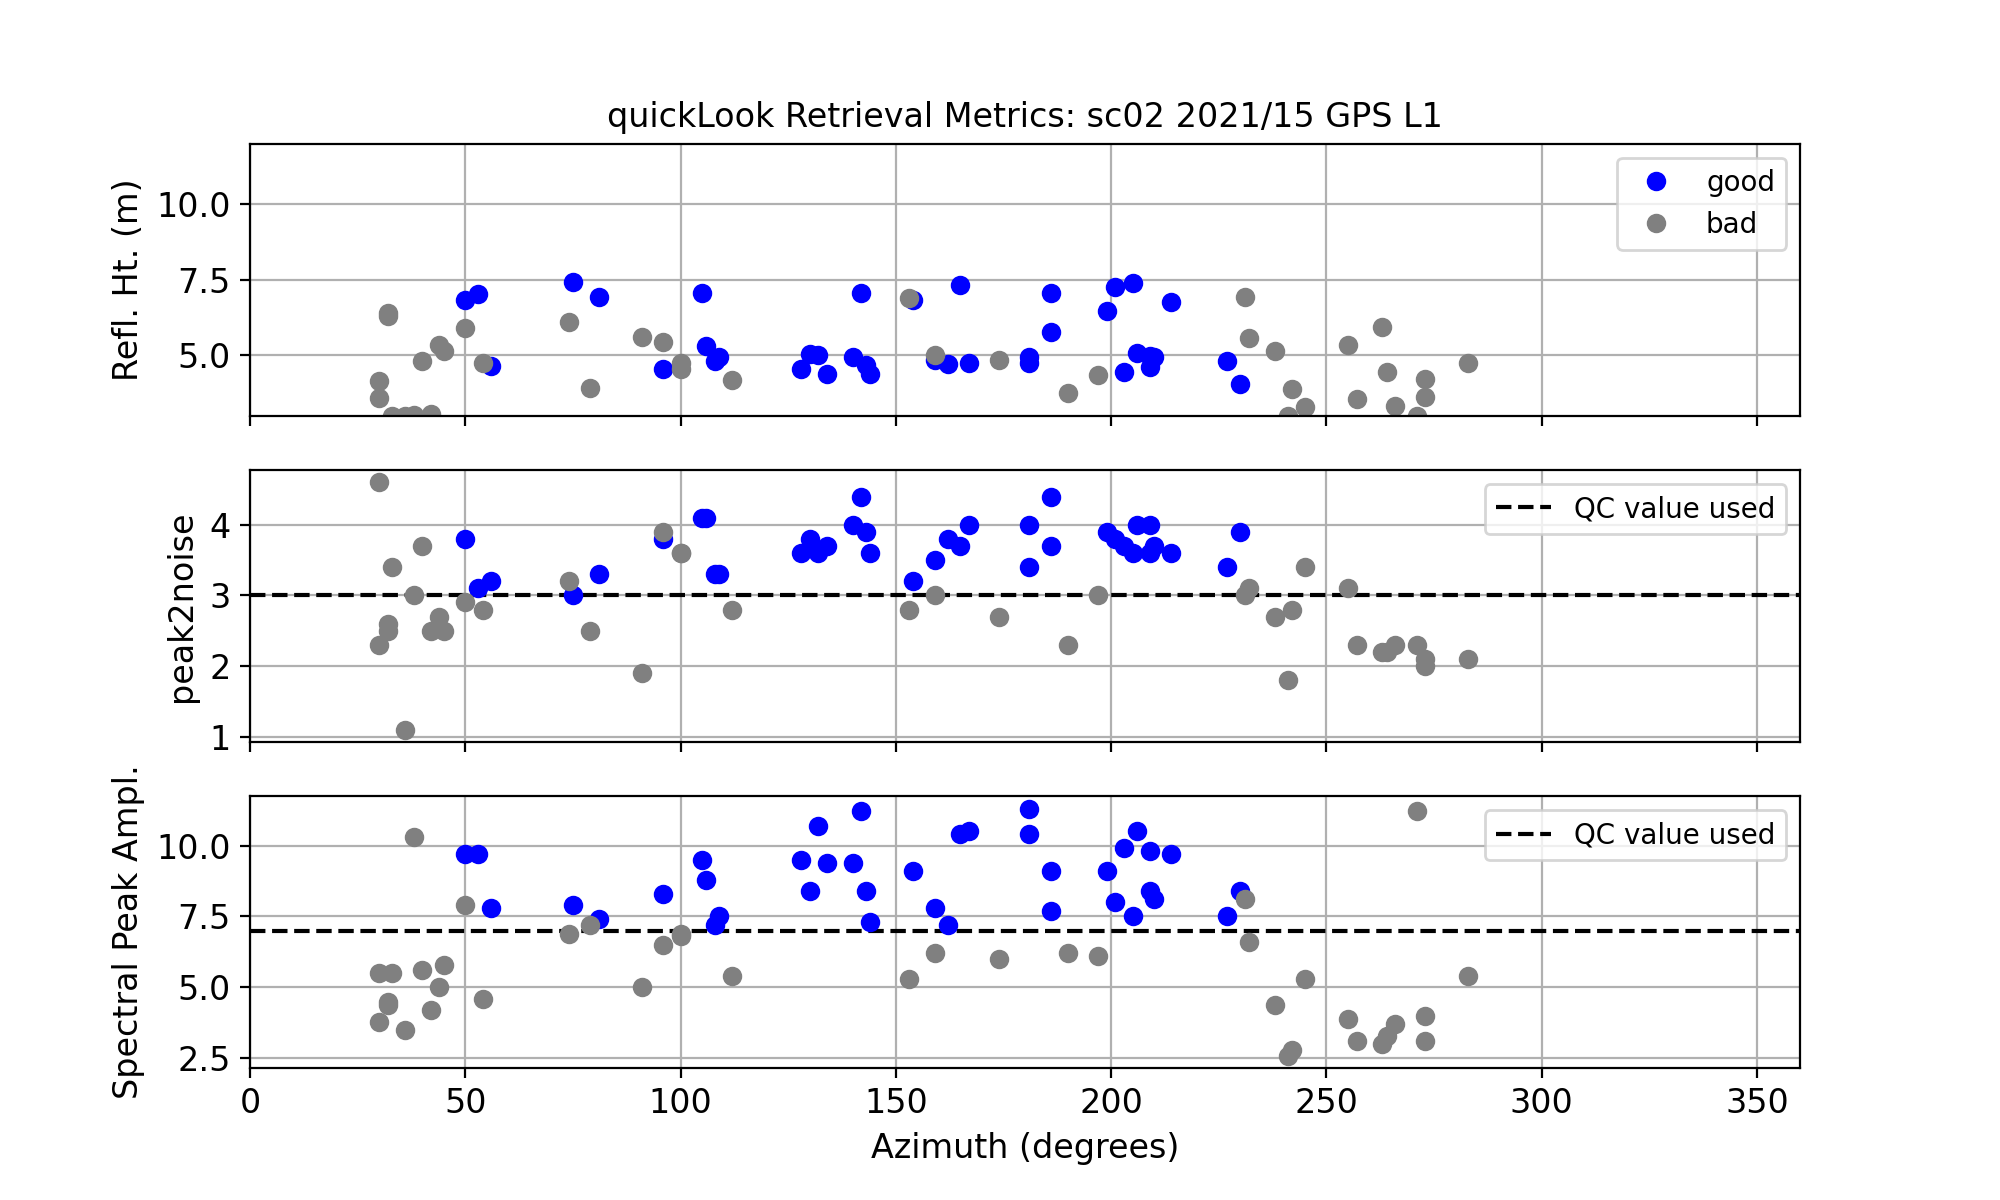 quickLook Retrieval Metrics: sc02 2021/15 GPS L1
Refl. Ht. (m)
10.0
7.5
5.0
good
bad
peak2noise
4
3
2
1
QC value used
Spectral Peak Ampl.
10.0
7.5
5.0
2.5
QC value used
0 50 100 150 200 250 300 350
Azimuth (degrees)